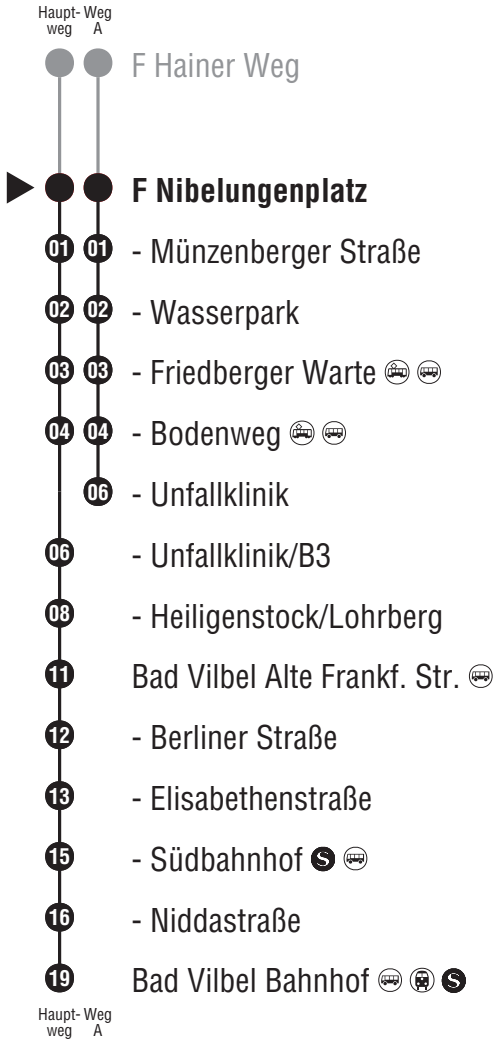 Haupt- Weg
weg A
F Hainer Weg
F Nibelungenplatz
01 01 - Münzenberger Straße
02 02 - Wasserpark
03 03 - Friedberger Warte
04 04 - Bodenweg
06 - Unfallklinik
06 - Unfallklinik/B3
08 - Heiligenstock/Lohrberg
11 Bad Vilbel Alte Frankf. Str.
12 - Berliner Straße
13 - Elisabethenstraße
15 - Südbahnhof S
16 - Niddastraße
19 Bad Vilbel Bahnhof S
Haupt- Weg
weg A